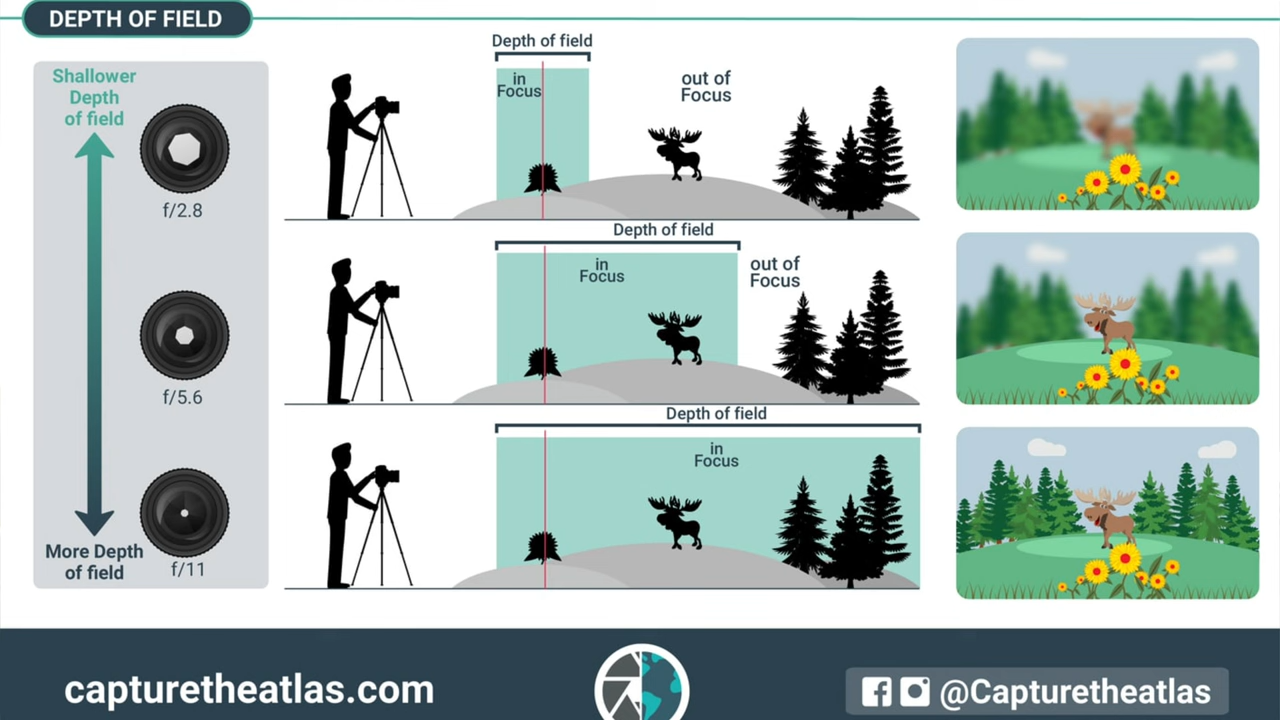 DEPTH OF FIELD
Shallower
Depth
of field
f/2.8
f/5.6
More Depth
of field
f/11
Depth of field
in
Focus
out of
Focus
Depth of field
in
Focus
out of
Focus
Depth of field
in
Focus
capturetheatlas.com
@Capturetheatlas